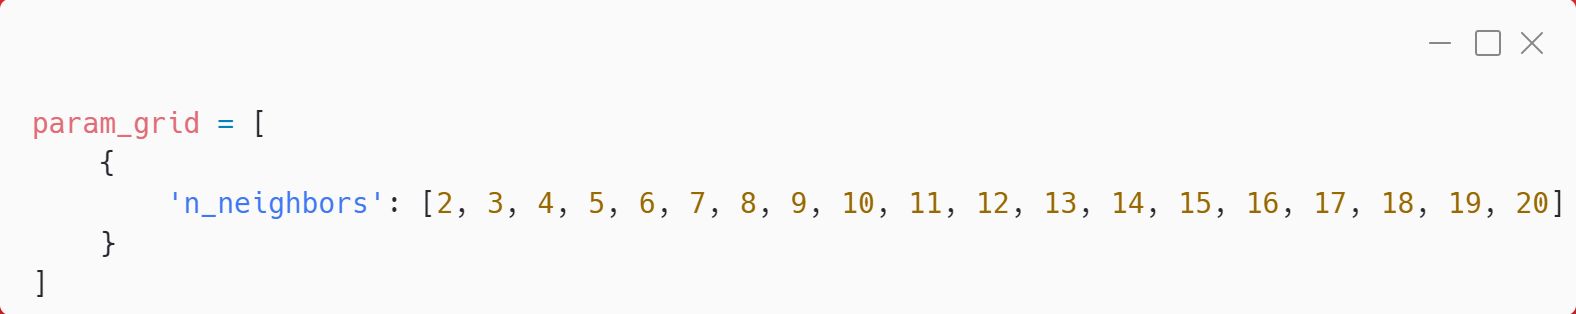 param_grid = [
    {
        'n_neighbors': [2, 3, 4, 5, 6, 7, 8, 9, 10, 11, 12, 13, 14, 15, 16, 17, 18, 19, 20]
    }
]